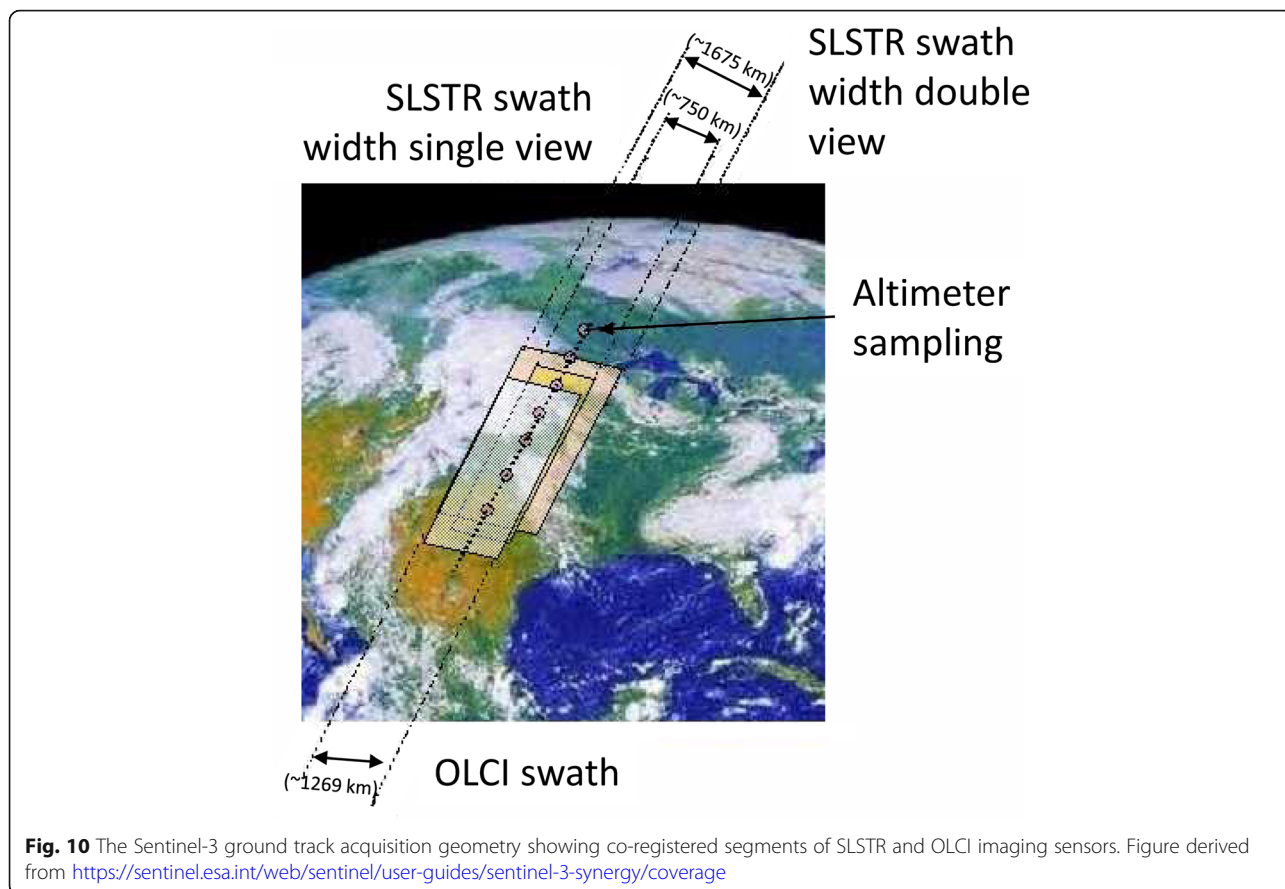 (~1675 km)
SLSTR swath
width double
view
SLSTR swath
width single view
(~750 km)
Altimeter
sampling
(~1269 km)
OLCI swath
Fig. 10 The Sentinel-3 ground track acquisition geometry showing co-registered segments of SLSTR and OLCI imaging sensors. Figure derived
from https://sentinel.esa.int/web/sentinel/user-guides/sentinel-3-synergy/coverage